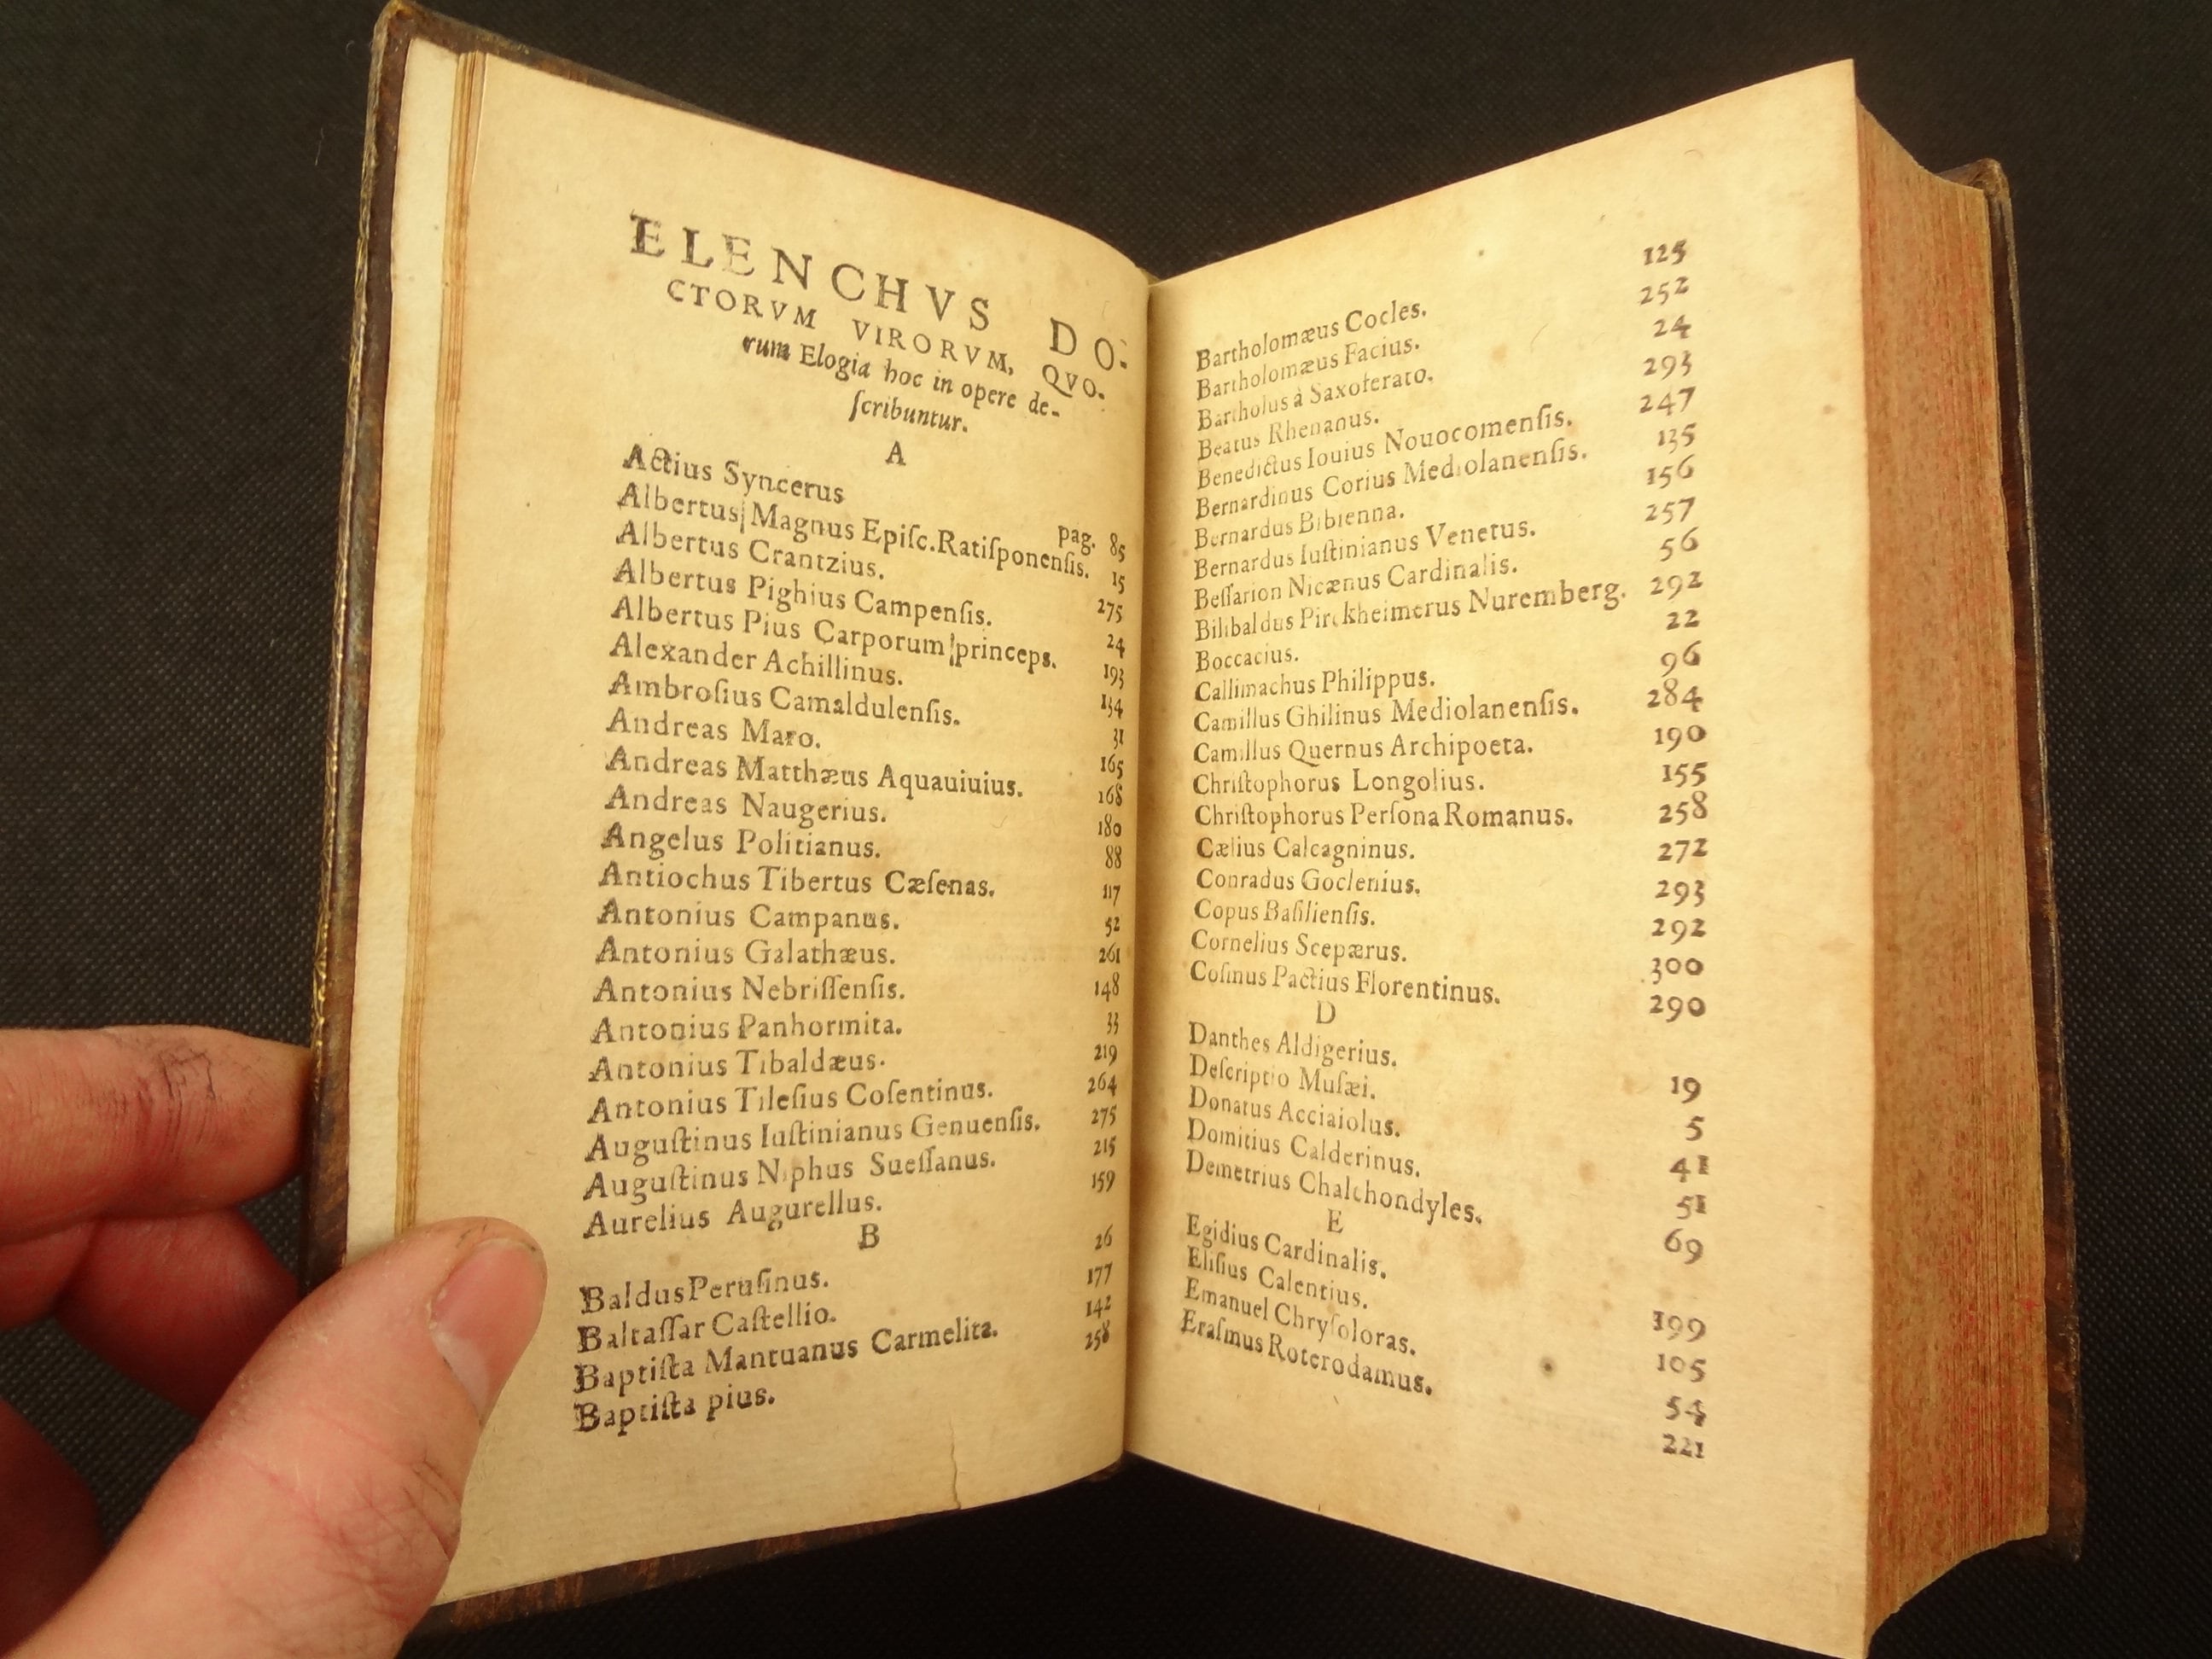 ELENCHVS DO-
CTORVM VIRORVM, QVO-
rum Elogia hoc in opere de-
ſcribuntur.
A
Actius Syncerus pag. 85
Albertus Magnus Epiſc. Ratiſponenſis. 15
Albertus Crantzius. 275
Albertus Pighius Campenſis. 24
Albertus Pius Carporum princeps. 193
Alexander Achillinus. 134
Ambroſius Camaldulenſis. 31
Andreas Maro. 165
Andreas Matthæus Aquauiuius. 168
Andreas Naugerius. 180
Angelus Politianus. 88
Antiochus Tibertus Cæſenas. 117
Antonius Campanus. 52
Antonius Galathæus. 261
Antonius Nebriſſenſis. 148
Antonius Panhormita. 33
Antonius Tibaldæus. 219
Antonius Tileſius Coſentinus. 264
Auguſtinus Iuſtinianus Genuenſis. 275
Auguſtinus Niphus Sueſſanus. 215
Aurelius Augurellus. 159
B
Baldus Peruſinus. 26
Baltaſſar Caſtellio. 177
Baptiſta Mantuanus Carmelita. 142
Baptiſta pius. 258
Bartholomæus Cocles. 125
Bartholomæus Facius. 252
Bartholus à Saxoferato. 24
Beatus Rhenanus. 293
Benedictus Iouius Nouocomenſis. 247
Bernardinus Corius Mediolanenſis. 135
Bernardus Bibienna. 156
Bernardus Iuſtinianus Venetus. 257
Beſſarion Nicænus Cardinalis. 56
Bilibaldus Pirckheimerus Nuremberg. 292
Boccacius. 22
Callimachus Philippus. 96
Camillus Ghilinus Mediolanenſis. 284
Camillus Quernus Archipoeta. 190
Chriſtophorus Longolius. 155
Chriſtophorus Perſona Romanus. 258
Cælius Calcagninus. 272
Conradus Goclenius. 293
Copus Baſilienſis. 292
Cornelius Scepærus. 300
Coſmus Pactius Florentinus. 290
D
Danthes Aldigerius. 19
Deſcriptio Muſæi. 5
Donatus Acciaiolus. 41
Domitius Calderinus. 51
Demetrius Chalchondyles. 69
E
Egidius Cardinalis. 199
Eliſius Calentius. 105
Emanuel Chryſoloras. 54
Eraſmus Roterodamus. 221